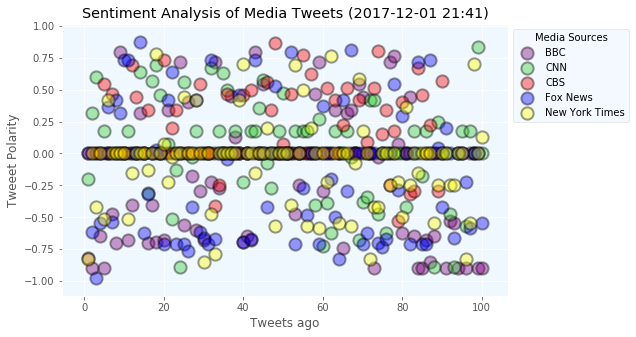 Sentiment Analysis of Media Tweets (2017-12-01 21:41)
Media Sources
BBC
CNN
CBS
Fox News
New York Times
Tweeet Polarity
1.00
0.75
0.50
0.25
0.00
−0.25
−0.50
−0.75
−1.00
0 20 40 60 80 100
Tweets ago